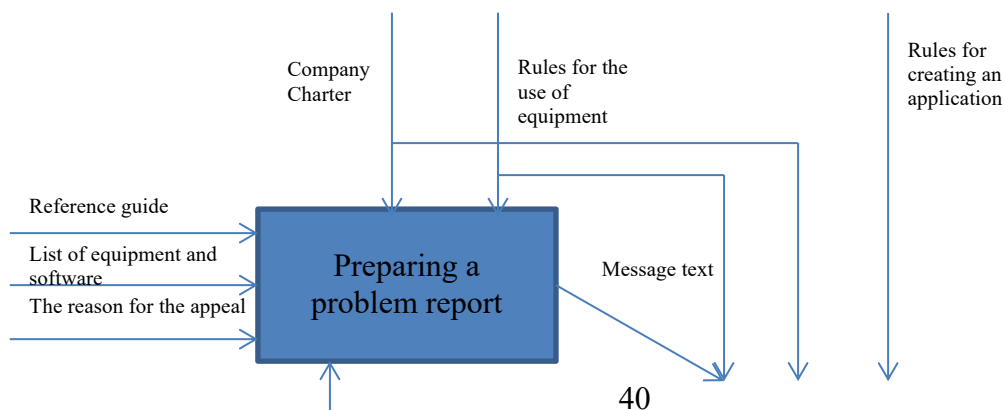 Company
Charter
Rules for the
use of
equipment
Rules for
creating an
application
Reference guide
List of equipment and
software
The reason for the appeal
Preparing a
problem report
Message text
40